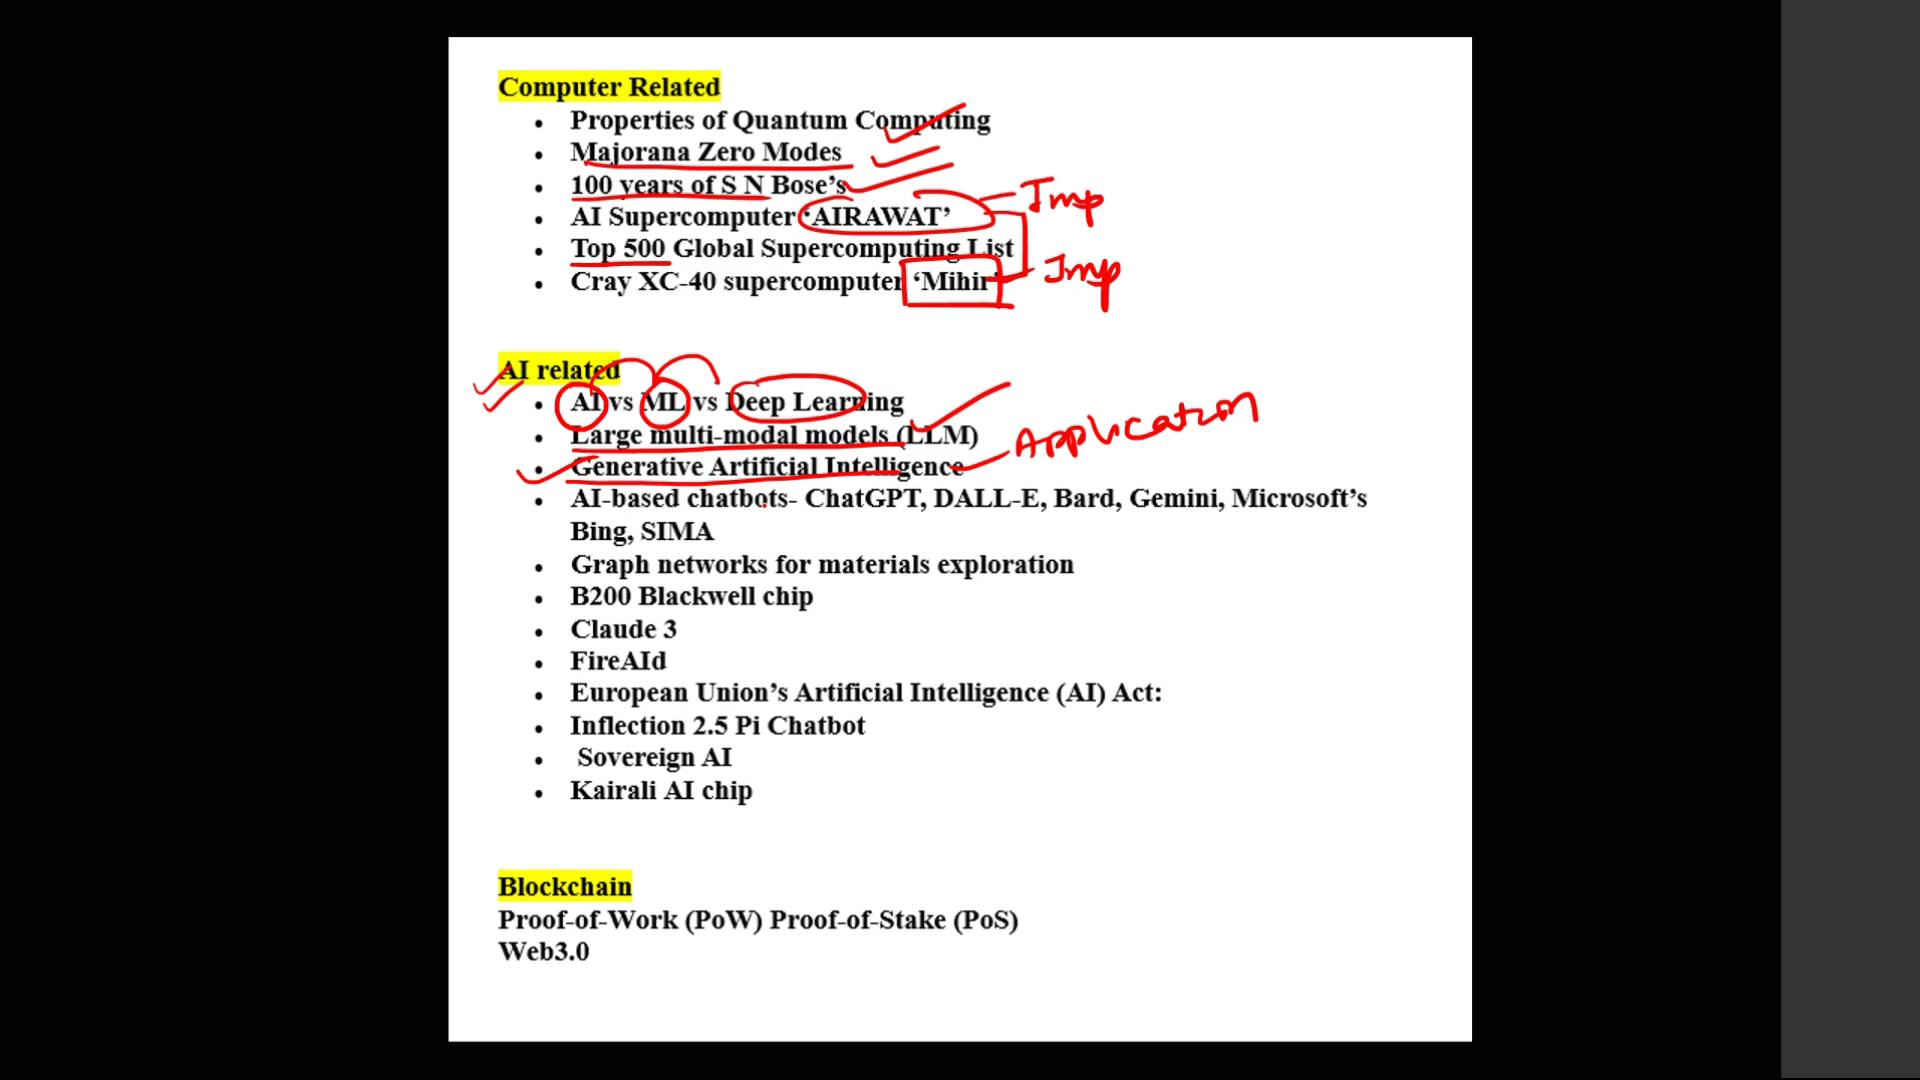 Computer Related
• Properties of Quantum Computing
• Majorana Zero Modes
• 100 years of S N Bose’s
Imp
• AI Supercomputer ‘AIRAWAT’
• Top 500 Global Supercomputing List
Imp
• Cray XC-40 supercomputer ‘Mihir’
AI related
• AI vs ML vs Deep Learning
• Large multi-modal models (LLM)
Application
• Generative Artificial Intelligence
• AI-based chatbots- ChatGPT, DALL-E, Bard, Gemini, Microsoft’s
Bing, SIMA
• Graph networks for materials exploration
• B200 Blackwell chip
• Claude 3
• FireAId
• European Union’s Artificial Intelligence (AI) Act:
• Inflection 2.5 Pi Chatbot
• Sovereign AI
• Kairali AI chip
Blockchain
Proof-of-Work (PoW) Proof-of-Stake (PoS)
Web3.0